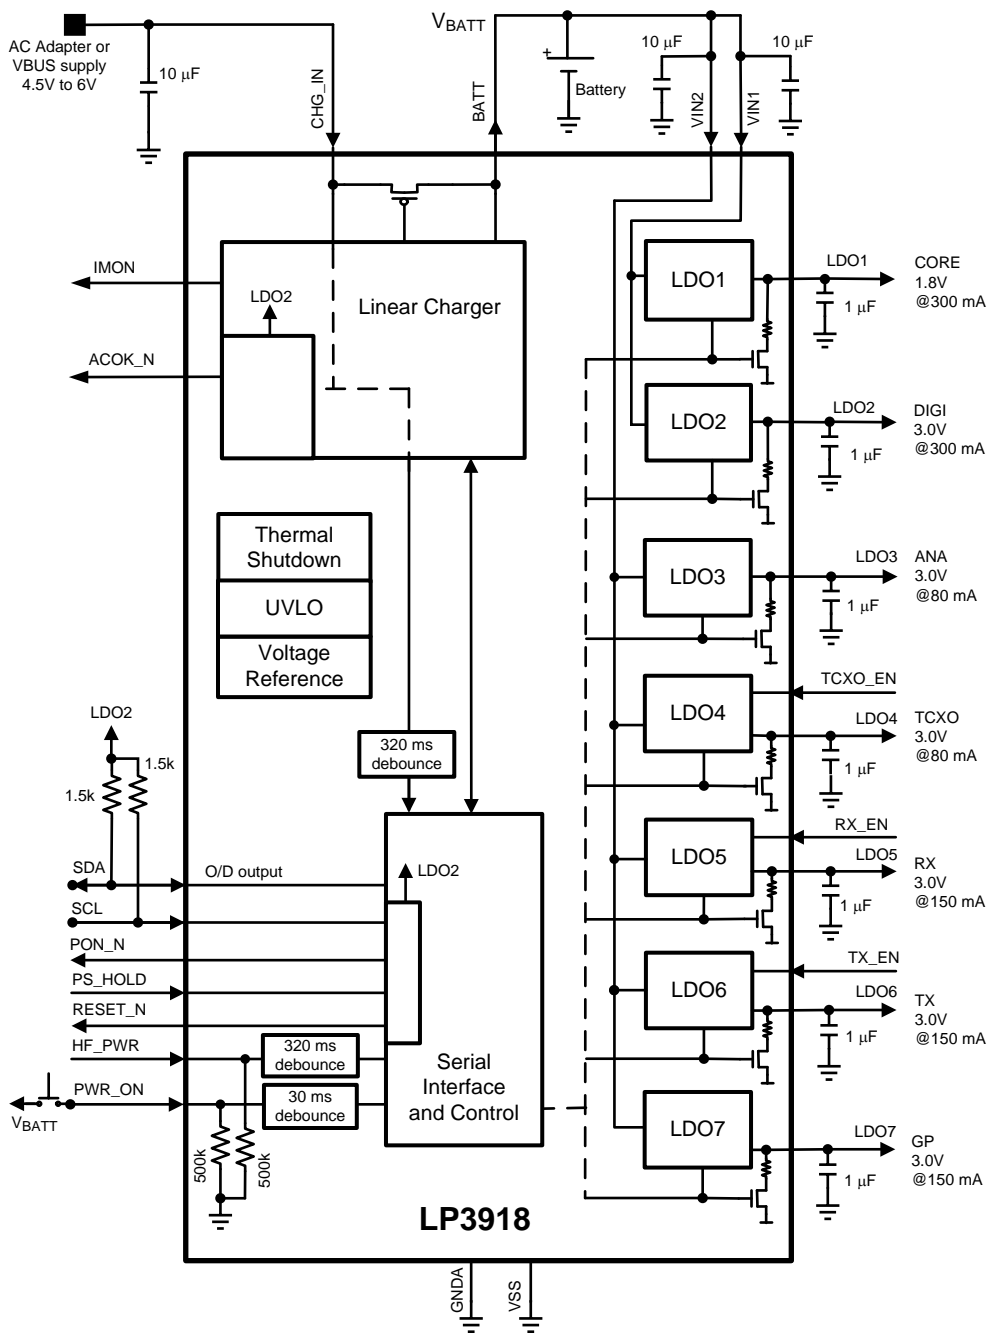 AC Adapter or
VBUS supply
4.5V to 6V
10 µF
CHG_IN
VBATT
BATT
+
Battery
10 µF
VIN2
VIN1
10 µF
IMON
ACOK_N
LDO2
Linear Charger
Thermal
Shutdown
UVLO
Voltage
Reference
LDO1
LDO1
1 µF
CORE
1.8V
@300 mA
LDO2
LDO2
1 µF
DIGI
3.0V
@300 mA
LDO3
LDO3
1 µF
ANA
3.0V
@80 mA
LDO4
TCXO_EN
LDO4
1 µF
TCXO
3.0V
@80 mA
LDO5
RX_EN
LDO5
1 µF
RX
3.0V
@150 mA
LDO6
TX_EN
LDO6
1 µF
TX
3.0V
@150 mA
LDO7
LDO7
1 µF
GP
3.0V
@150 mA
LDO2
1.5k
1.5k
320 ms
debounce
SDA
O/D output
LDO2
SCL
PON_N
PS_HOLD
RESET_N
HF_PWR
320 ms
debounce
PWR_ON
30 ms
debounce
VBATT
500k
500k
Serial
Interface
and Control
LP3918
GNDA
VSS